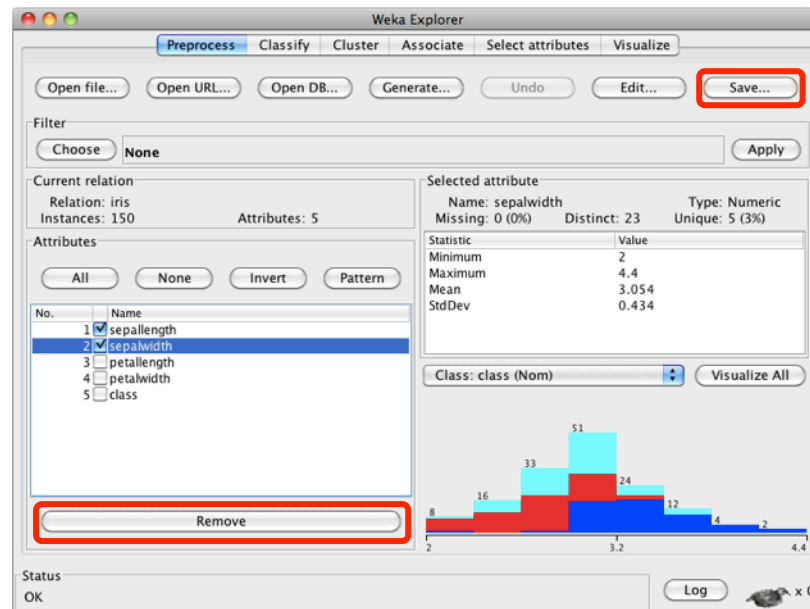 Weka Explorer
Preprocess Classify Cluster Associate Select attributes Visualize
Open file... Open URL... Open DB... Generate... Undo Edit... Save...
Filter
Choose None Apply
Current relation
Relation: iris
Instances: 150 Attributes: 5
Attributes
All None Invert Pattern
No. Name
1 sepallength
2 sepalwidth
3 petallength
4 petalwidth
5 class
Remove
Selected attribute
Name: sepalwidth Type: Numeric
Missing: 0 (0%) Distinct: 23 Unique: 5 (3%)
Statistic Value
Minimum 2
Maximum 4.4
Mean 3.054
StdDev 0.434
Class: class (Nom) Visualize All
8 16 33 51 24 12 4 2
2 3.2 4.4
Status
OK
Log x 0